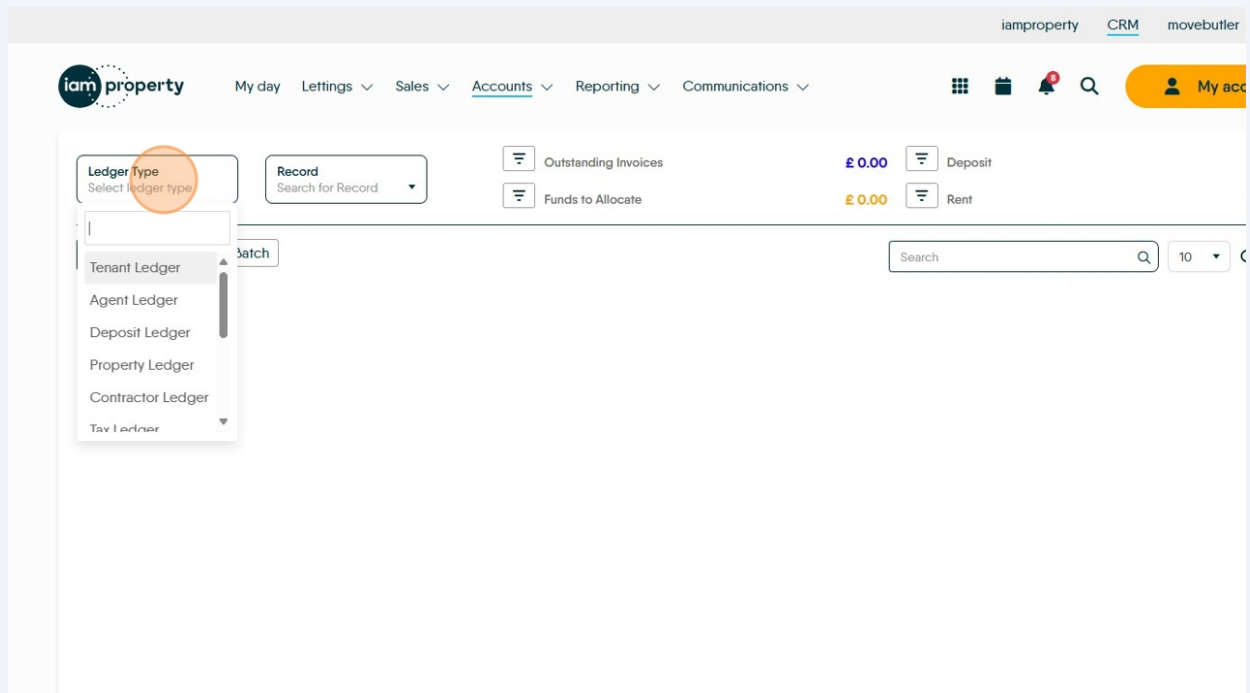 iamproperty CRM movebutler
iam property My day Lettings Sales Accounts Reporting Communications 8 My acc
Ledger Type
Select ledger type
Record
Search for Record
Outstanding Invoices £ 0.00 Deposit
Funds to Allocate £ 0.00 Rent
Batch Search 10
Tenant Ledger
Agent Ledger
Deposit Ledger
Property Ledger
Contractor Ledger
Tax Ledger